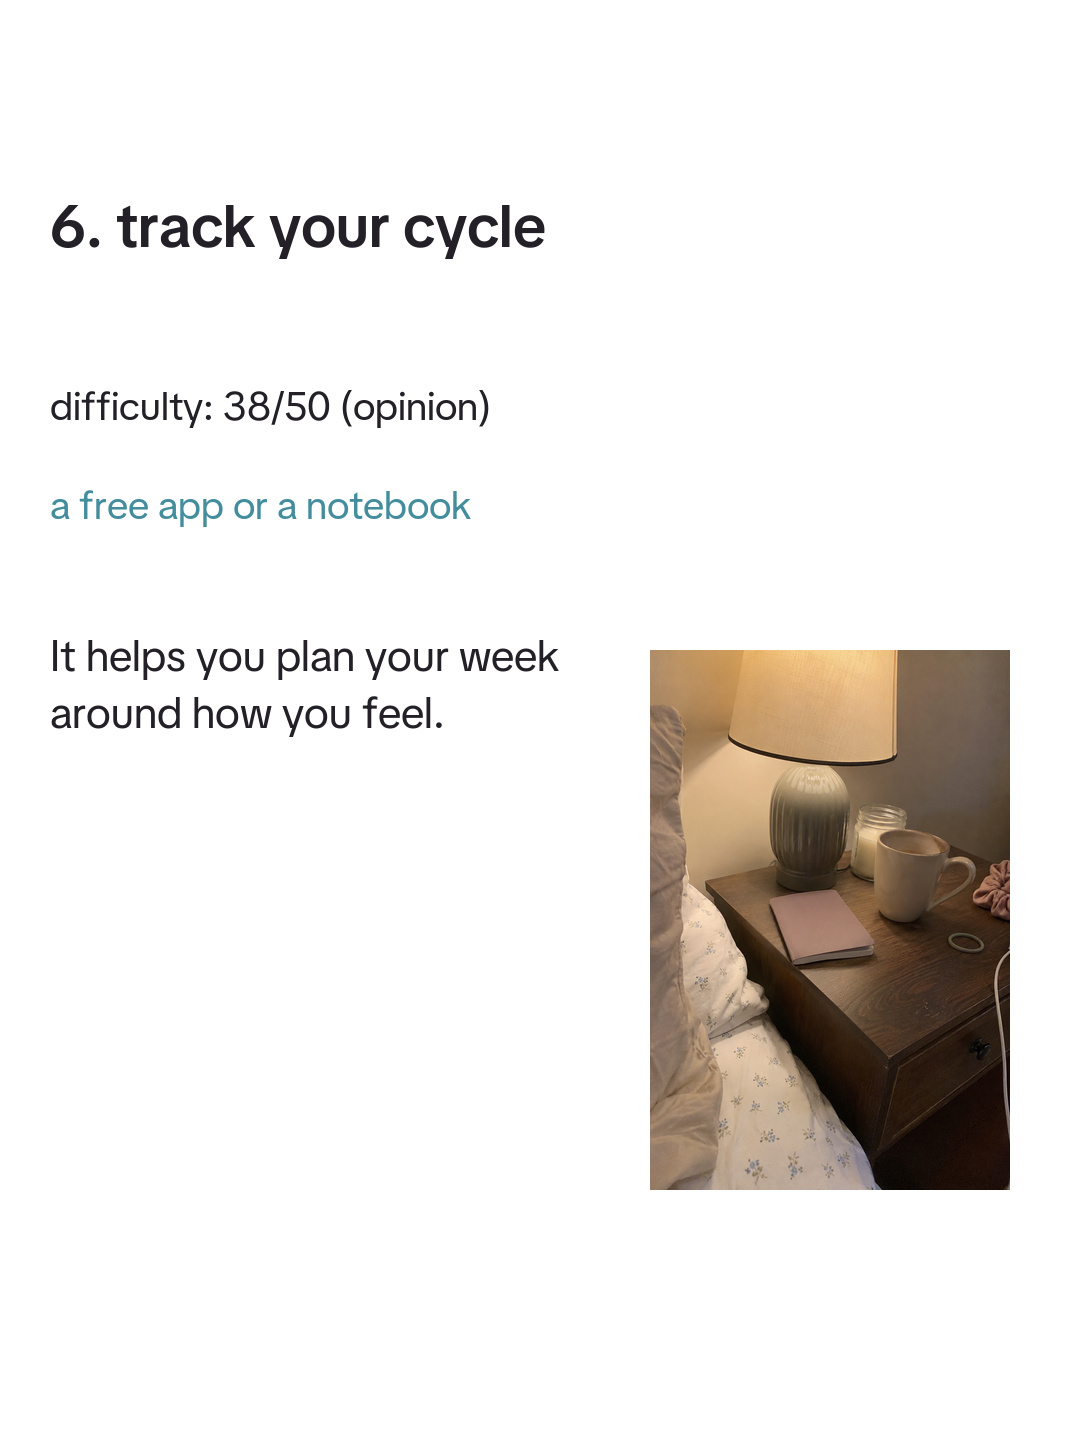 6. track your cycle
difficulty: 38/50 (opinion)
a free app or a notebook
It helps you plan your week
around how you feel.